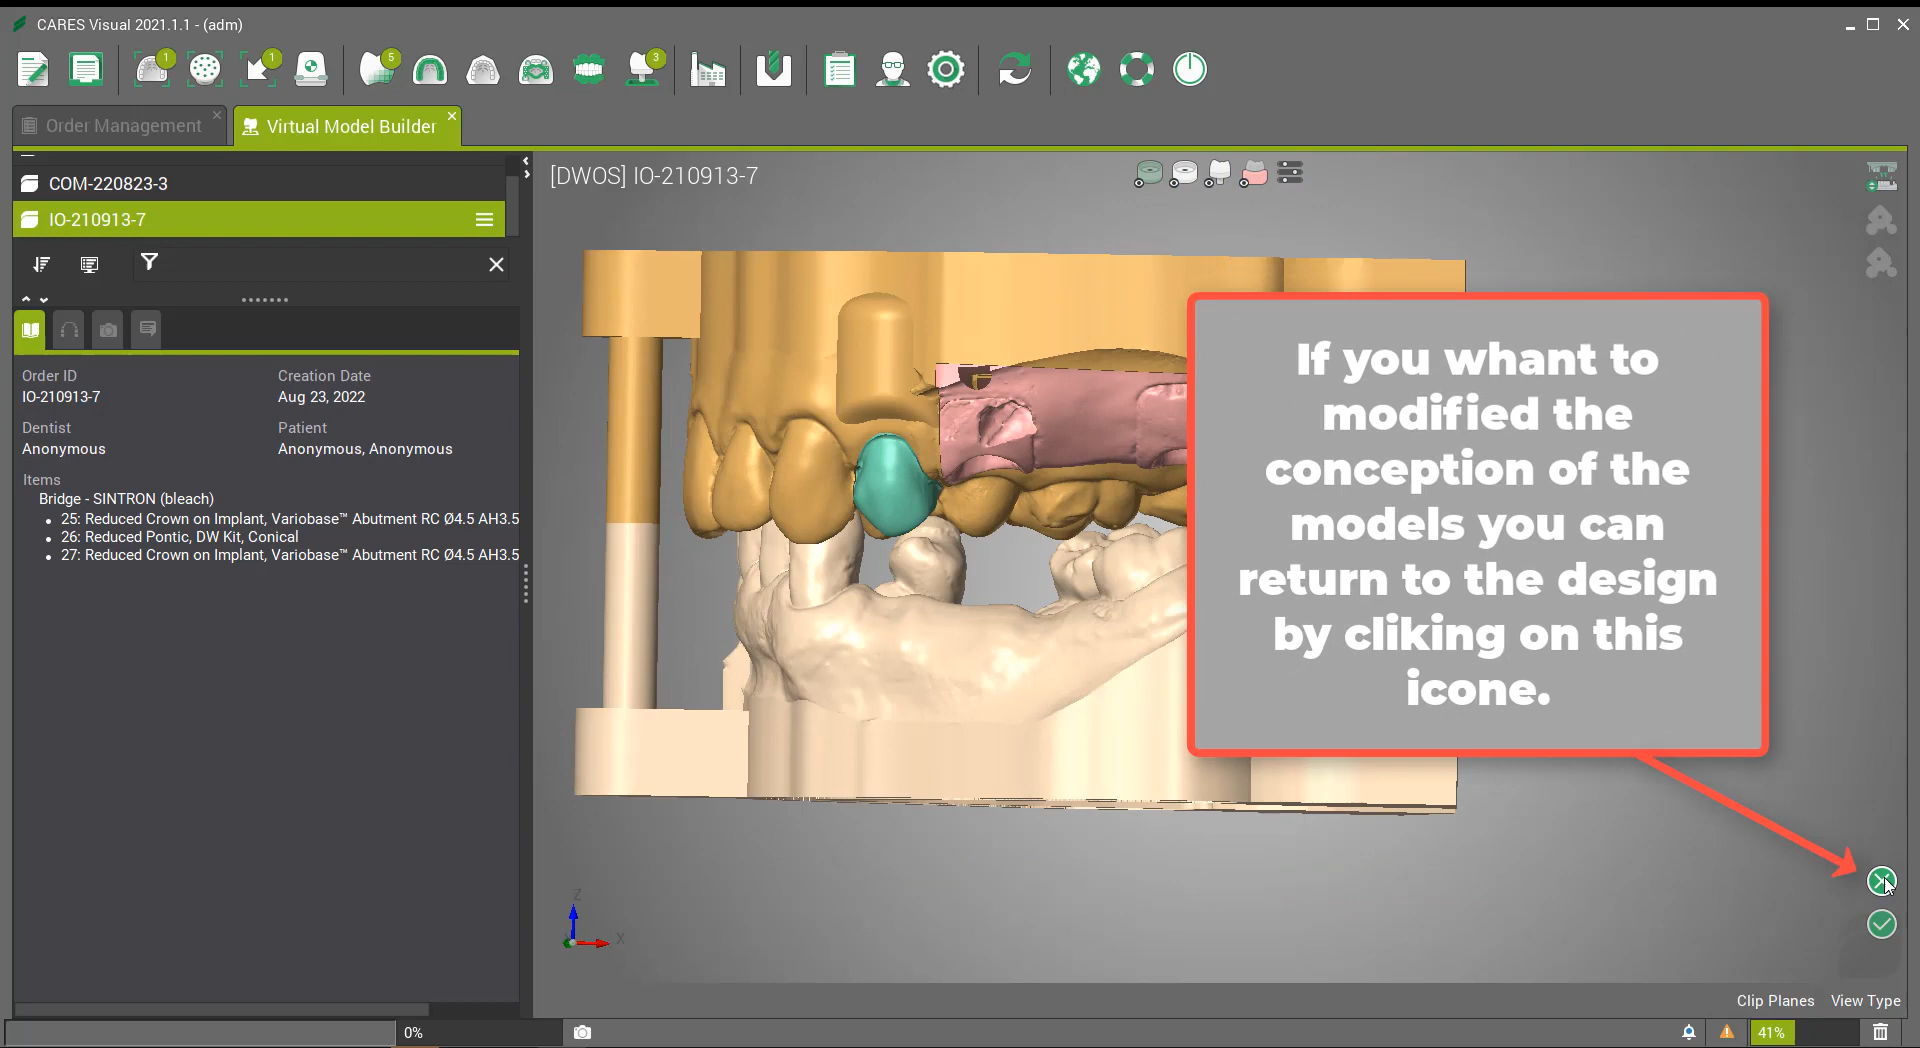 CARES Visual 2021.1.1 - (adm)
1
1
5
3
Order Management
Virtual Model Builder
COM-220823-3
IO-210913-7
[DWOS] IO-210913-7
Order ID
Creation Date
IO-210913-7
Aug 23, 2022
Dentist
Patient
Anonymous
Anonymous, Anonymous
Items
Bridge - SINTRON (bleach)
25: Reduced Crown on Implant, Variobase™ Abutment RC Ø4.5 AH3.5
26: Reduced Pontic, DW Kit, Conical
27: Reduced Crown on Implant, Variobase™ Abutment RC Ø4.5 AH3.5
If you whant to
modified the
conception of the
models you can
return to the design
by cliking on this
icone.
Z
X
Clip Planes
View Type
0%
41%